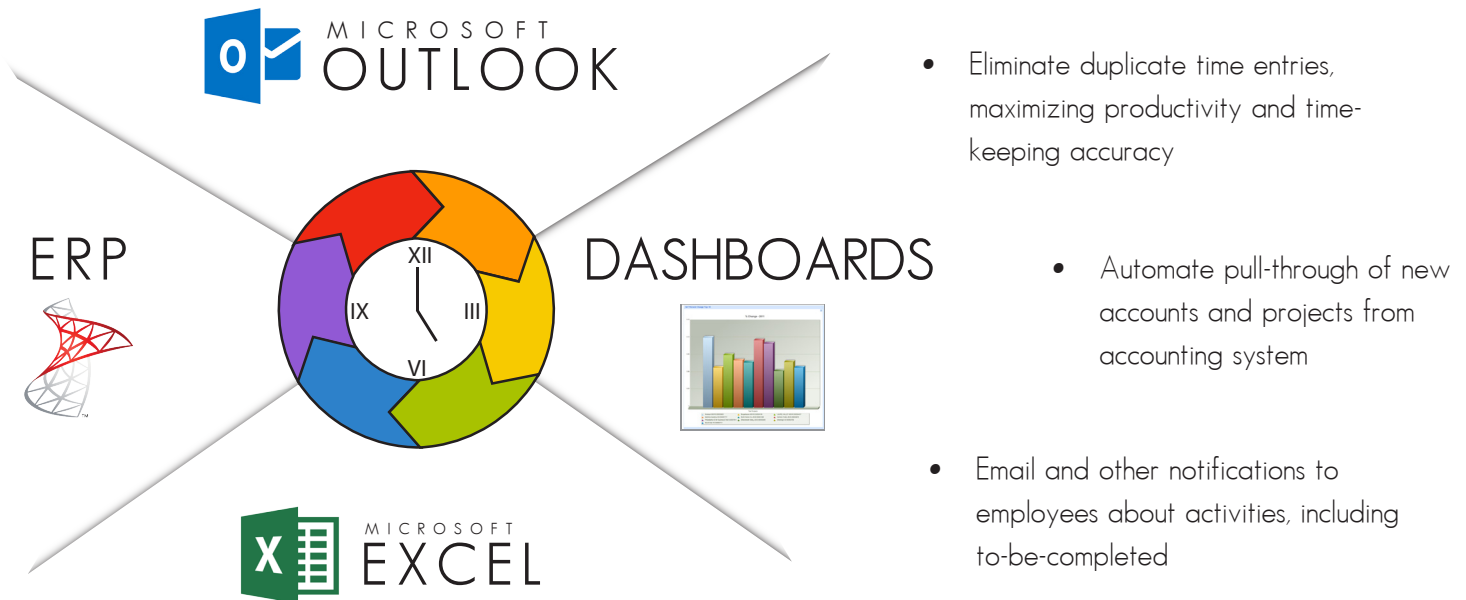 MICROSOFT
OUTLOOK
ERP
TM
XII
IX
III
VI
DASHBOARDS
MICROSOFT
EXCEL
Eliminate duplicate time entries,
maximizing productivity and time-
keeping accuracy
Automate pull-through of new
accounts and projects from
accounting system
Email and other notifications to
employees about activities, including
to-be-completed